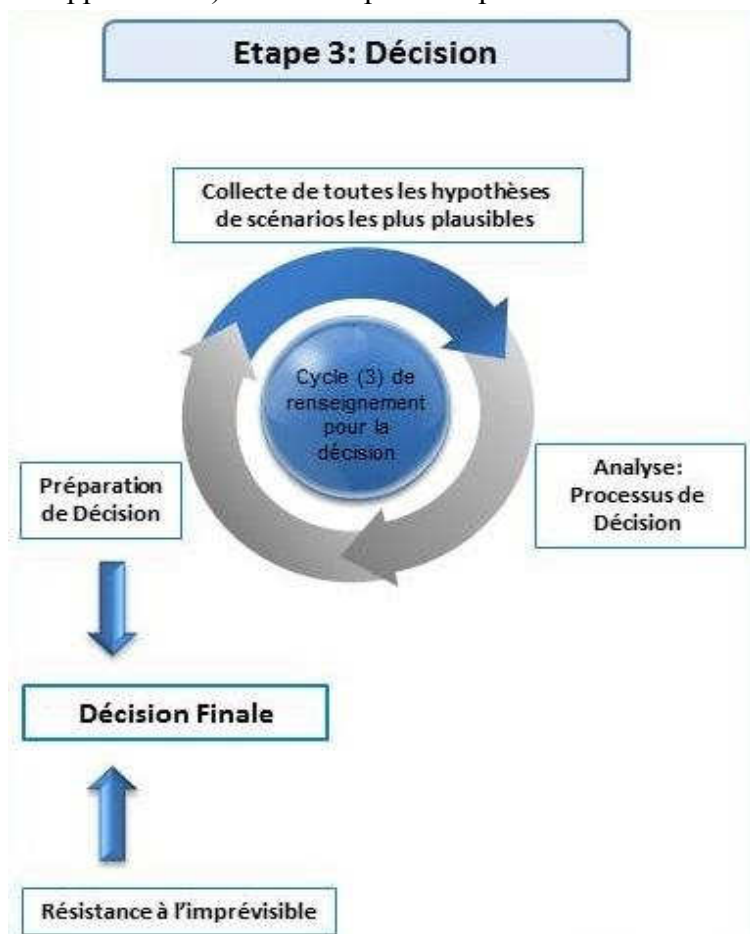 Etape 3: Décision
Collecte de toutes les hypothèses
de scénarios les plus plausibles
Cycle (3) de
renseignement
pour la
décision
Préparation
de Décision
Analyse:
Processus de
Décision
Décision Finale
Résistance à l'imprévisible